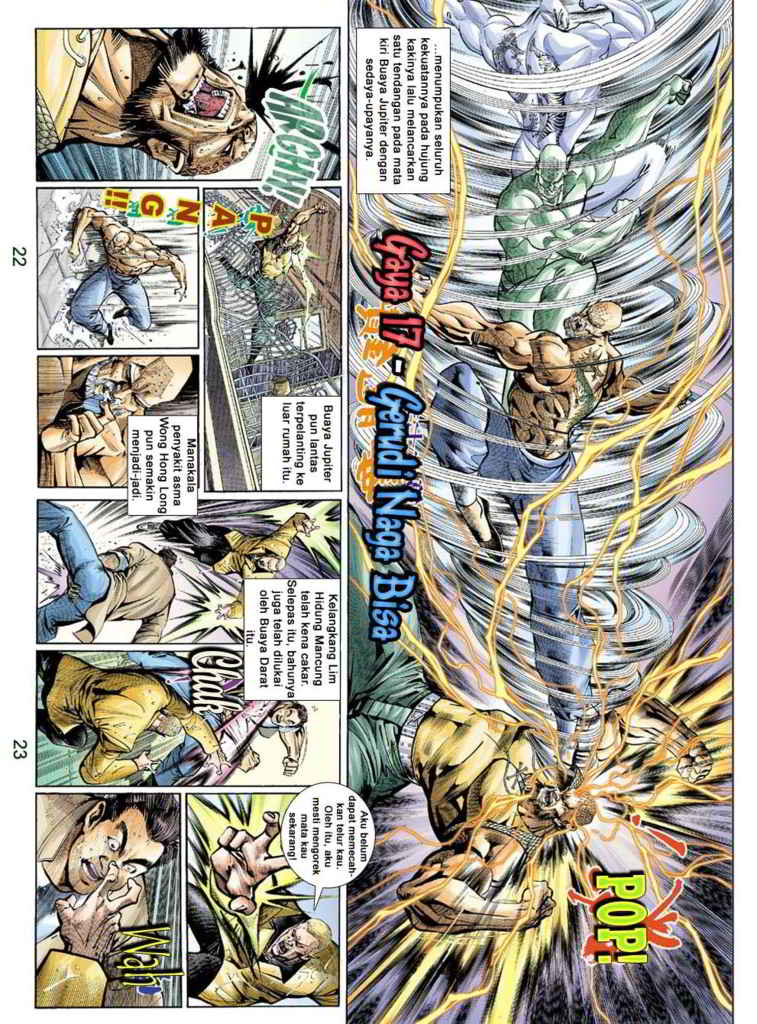 ...menumpukan seluruh
kekuatannya pada hujung
kakinya lalu melancarkan
satu tendangan pada mata
kiri Buaya Jupiter dengan
sedaya-upayanya.
Gaya 17 - Gerudi Naga Bisa
POP!
ARGHH!
PANG!!
Buaya Jupiter
pun lantas
terpelanting ke
luar rumah itu.
Manakala
penyakit asma
Wong Hong Long
pun semakin
menjadi-jadi.
Kelangkang Lim
Hidung Mancung
telah kena cakar.
Selepas itu, bahunya
juga telah dilukai
oleh Buaya Darat
itu.
Chak
Aku belum
dapat memecah-
kan telur kau.
Oleh itu, aku
mesti mengorek
mata kau
sekarang!
Wah
22
23